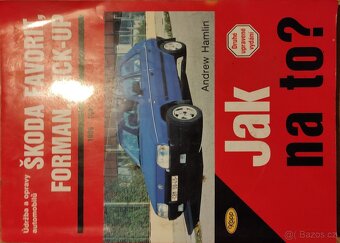 Údržba a opravy
automobilů
ŠKODA FAVORIT,
FORMAN, PICK-UP
Andrew Hamlin
Druhé
upravené
vydání
Jak
na to?
kopp
© Bazos.cz